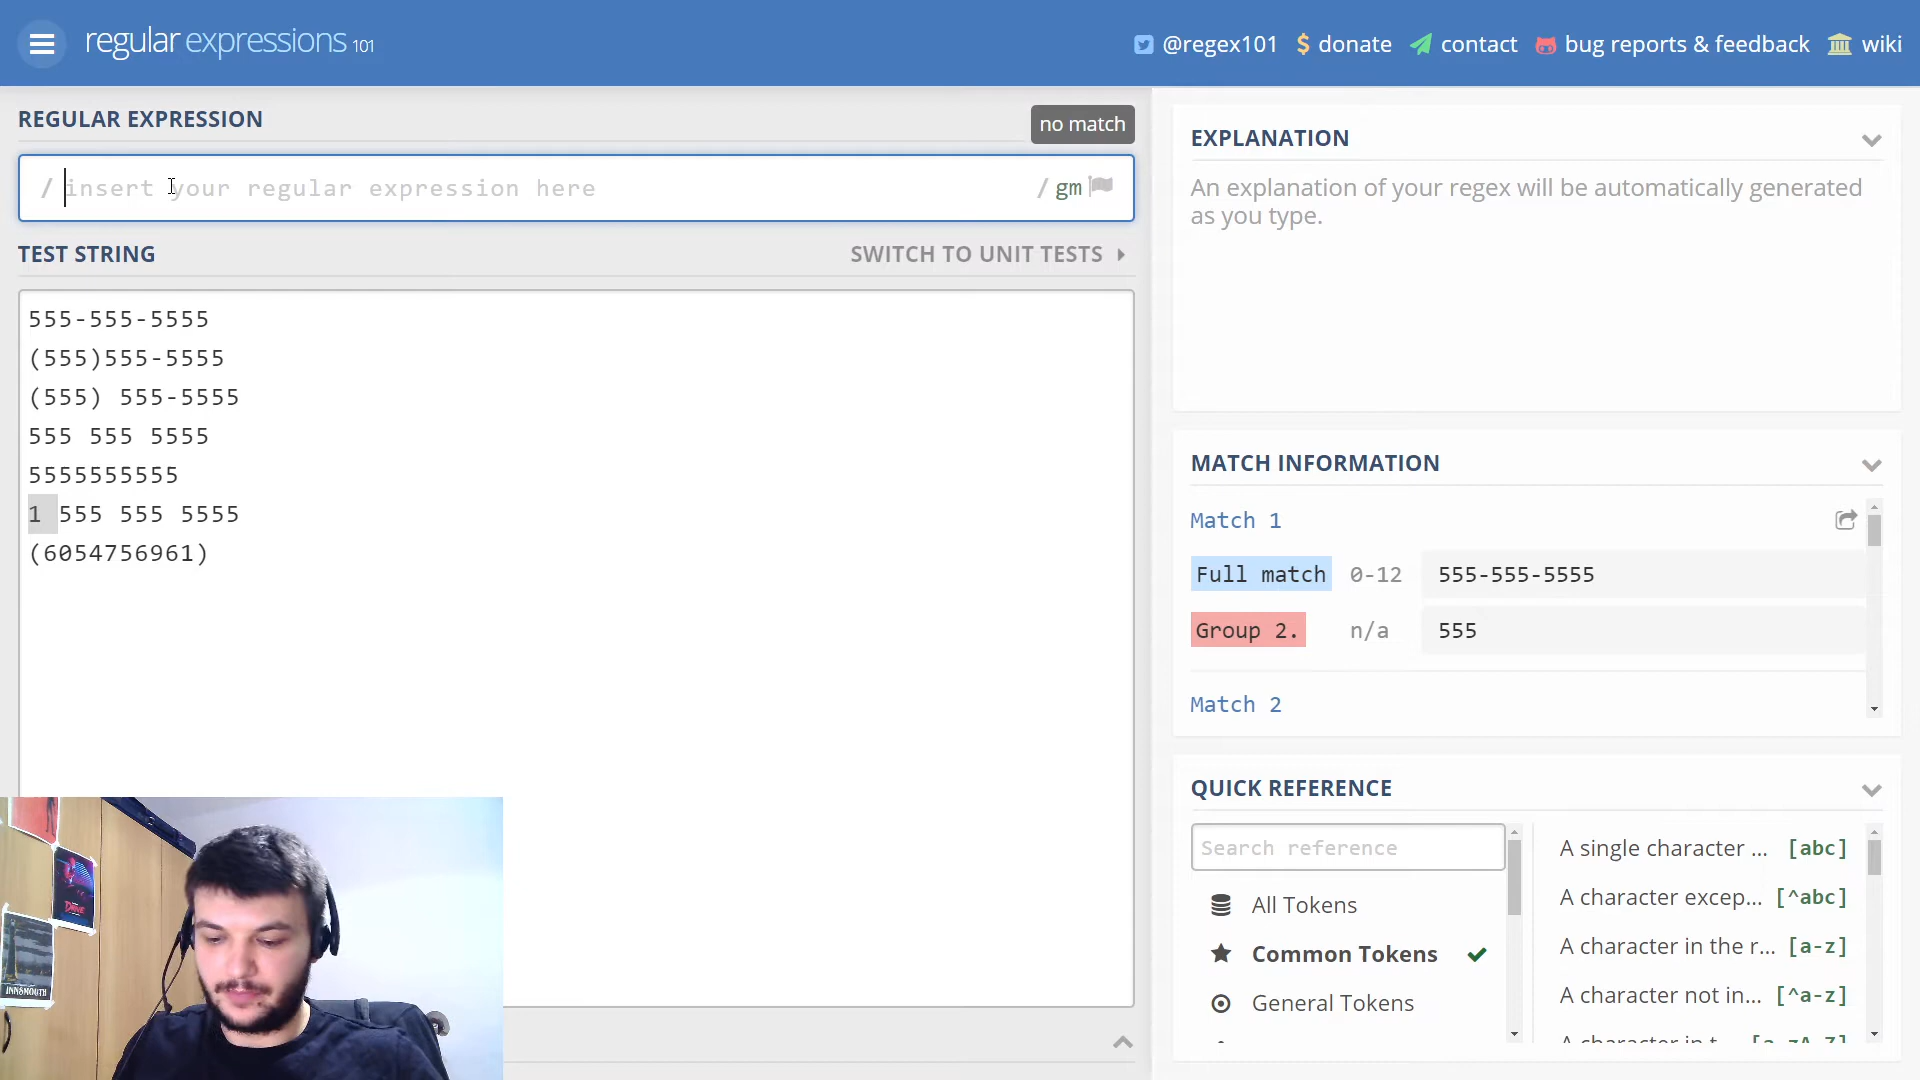 regular expressions 101
@regex101
donate
contact
bug reports & feedback
wiki
REGULAR EXPRESSION
no match
/ insert your regular expression here / gm
TEST STRING
SWITCH TO UNIT TESTS
555-555-5555
(555)555-5555
(555) 555-5555
555 555 5555
5555555555
1 555 555 5555
(6054756961)
EXPLANATION
An explanation of your regex will be automatically generated
as you type.
MATCH INFORMATION
Match 1
Full match 0-12 555-555-5555
Group 2. n/a 555
Match 2
QUICK REFERENCE
Search reference
All Tokens
Common Tokens
General Tokens
A single character ... [abc]
A character excep... [^abc]
A character in the r... [a-z]
A character not in... [^a-z]
A character in t... [a-zA-Z]
DRIVE
INNSMOUTH